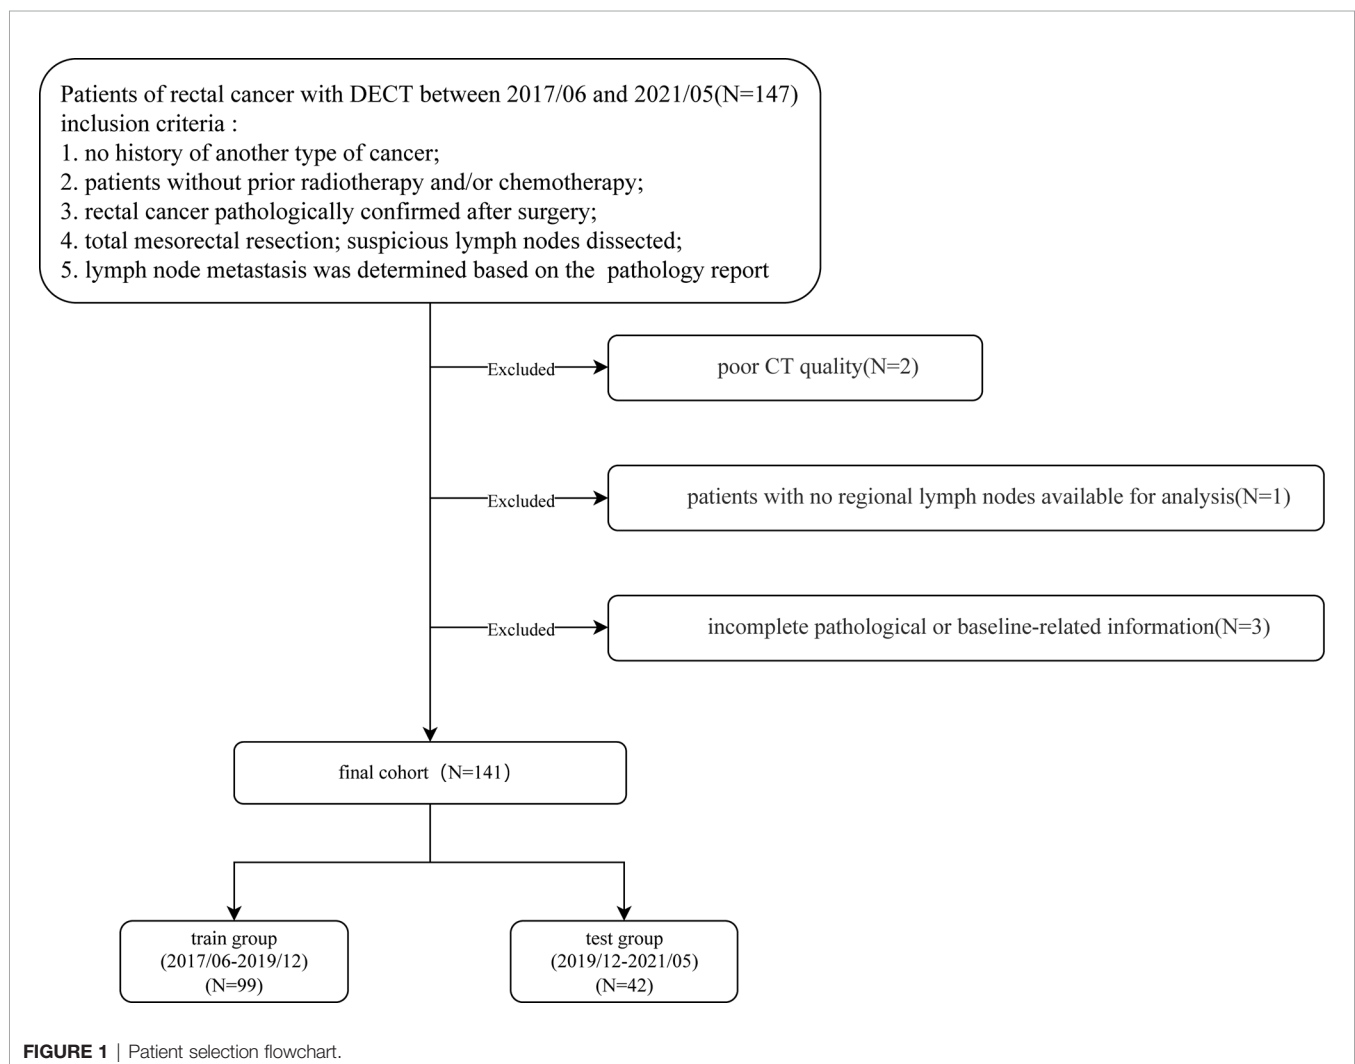 Patients of rectal cancer with DECT between 2017/06 and 2021/05(N=147)
inclusion criteria :
1. no history of another type of cancer;
2. patients without prior radiotherapy and/or chemotherapy;
3. rectal cancer pathologically confirmed after surgery;
4. total mesorectal resection; suspicious lymph nodes dissected;
5. lymph node metastasis was determined based on the  pathology report
Excluded
poor CT quality(N=2)
Excluded
patients with no regional lymph nodes available for analysis(N=1)
Excluded
incomplete pathological or baseline-related information(N=3)
final cohort（N=141）
train group
(2017/06-2019/12)
(N=99)
test group
(2019/12-2021/05)
(N=42)
FIGURE 1 | Patient selection flowchart.